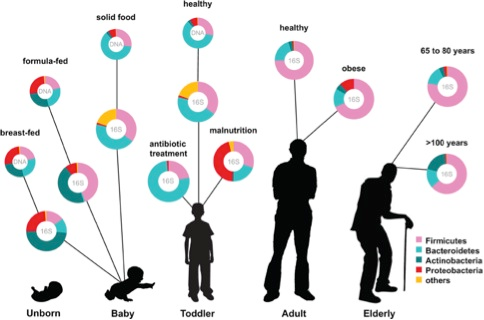 solid food
healthy
DNA
DNA
healthy
65 to 80 years
formula-fed
obese
16S
DNA
16S
16S
16S
16S
breast-fed
antibiotic
treatment
malnutrition
>100 years
DNA
16S
16S
16S
16S
16S
Firmicutes
Bacteroidetes
Actinobacteria
Proteobacteria
others
Unborn
Baby
Toddler
Adult
Elderly